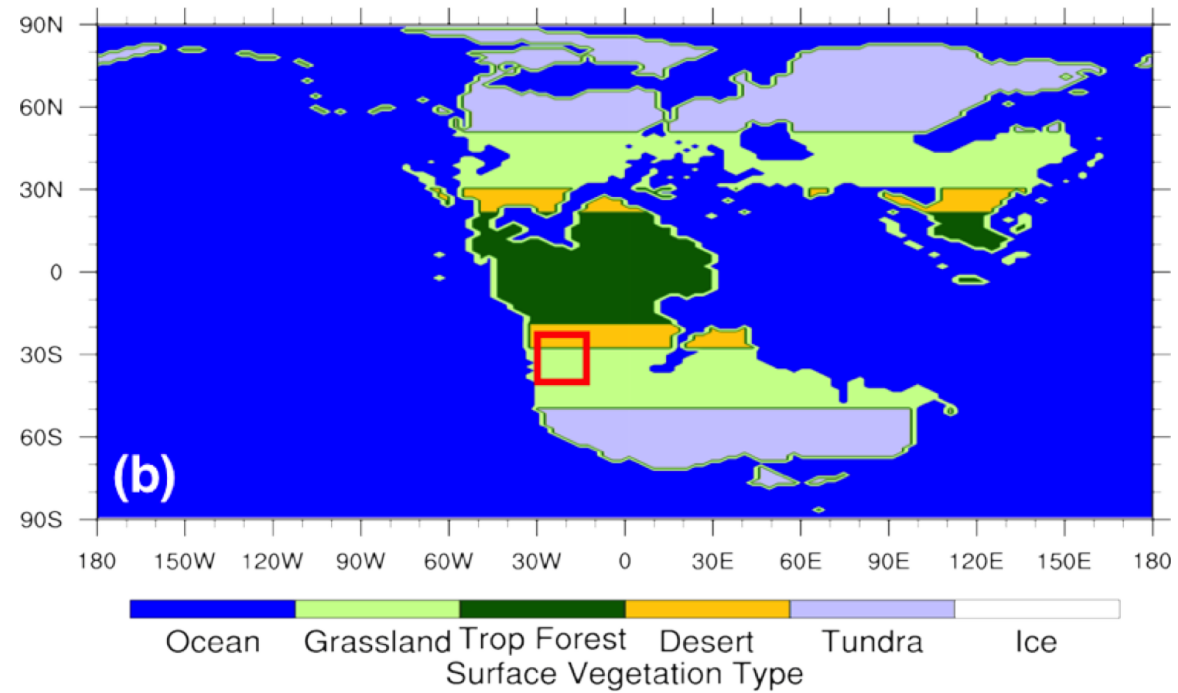 90N
60N
30N
0
30S
60S
90S
(b)
180 150W 120W 90W 60W 30W 0 30E 60E 90E 120E 150E 180
Ocean Grassland Trop Forest Desert Tundra Ice
Surface Vegetation Type